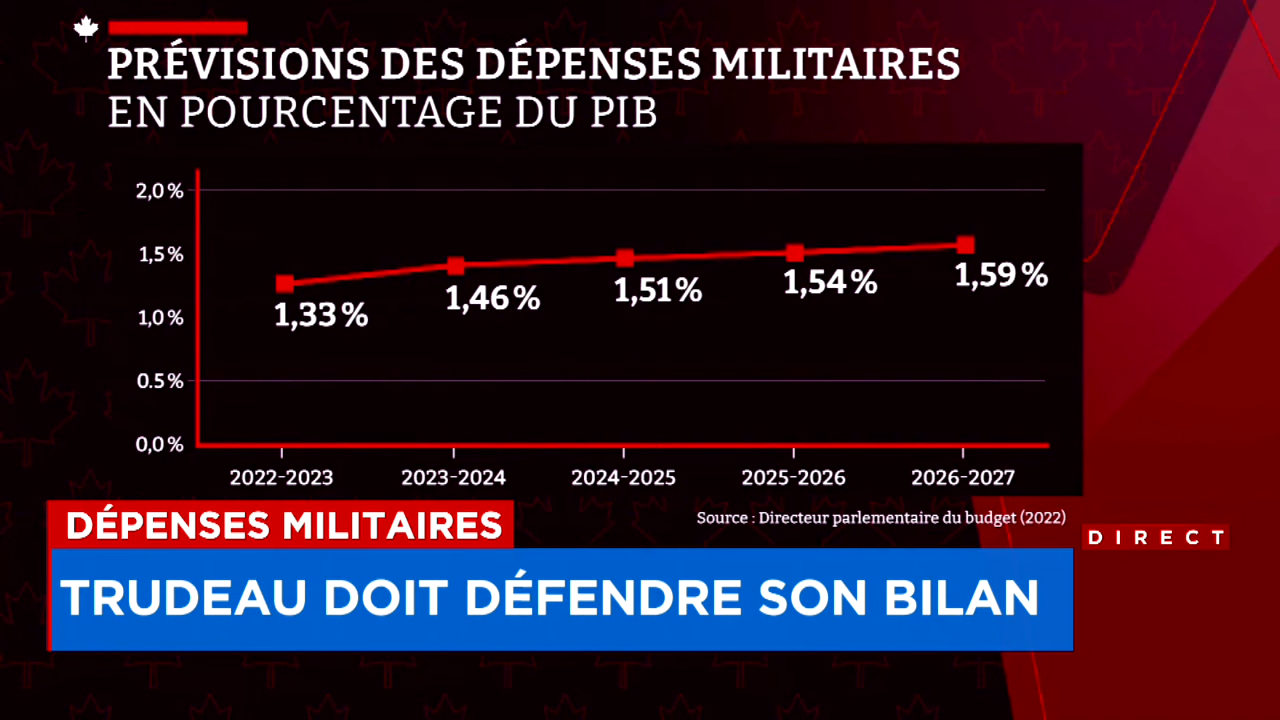 PRÉVISIONS DES DÉPENSES MILITAIRES
EN POURCENTAGE DU PIB
2,0 %
1,5 %
1,0 %
0.5 %
0,0 %
1,33 %
1,46 %
1,51 %
1,54 %
1,59 %
2022-2023
2023-2024
2024-2025
2025-2026
2026-2027
Source : Directeur parlementaire du budget (2022)
DÉPENSES MILITAIRES
DIRECT
TRUDEAU DOIT DÉFENDRE SON BILAN